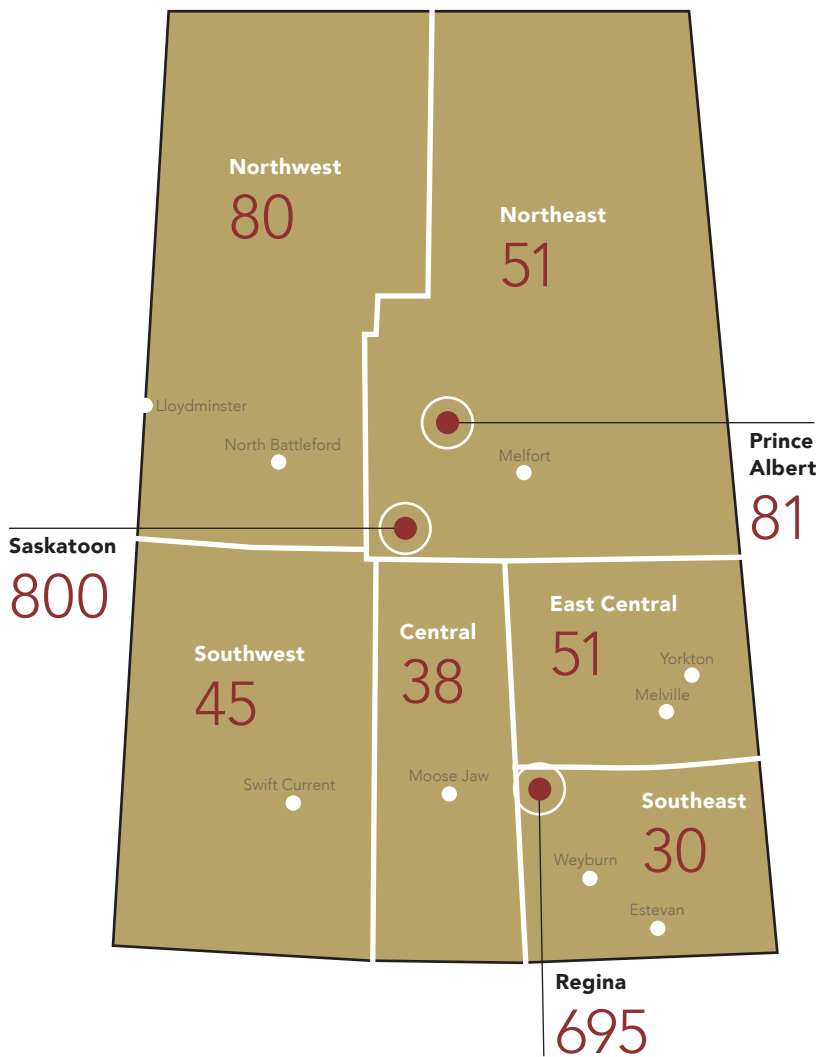 Northwest
80
Northeast
51
Lloydminster
North Battleford
Melfort
Prince
Albert
81
Saskatoon
800
Southwest
45
Central
38
East Central
51
Yorkton
Melville
Swift Current
Moose Jaw
Southeast
30
Weyburn
Estevan
Regina
695